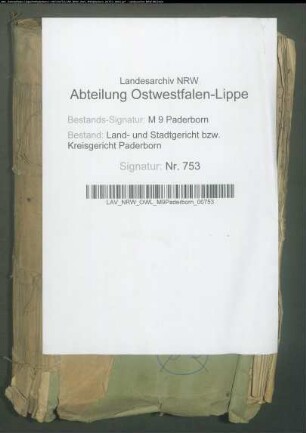 Landesarchiv NRW
Abteilung Ostwestfalen-Lippe
Bestands-Signatur: M 9 Paderborn
Bestand: Land- und Stadtgericht bzw.
Kreisgericht Paderborn
Signatur: Nr. 753
LAV_NRW_OWL_M9Paderborn_00753